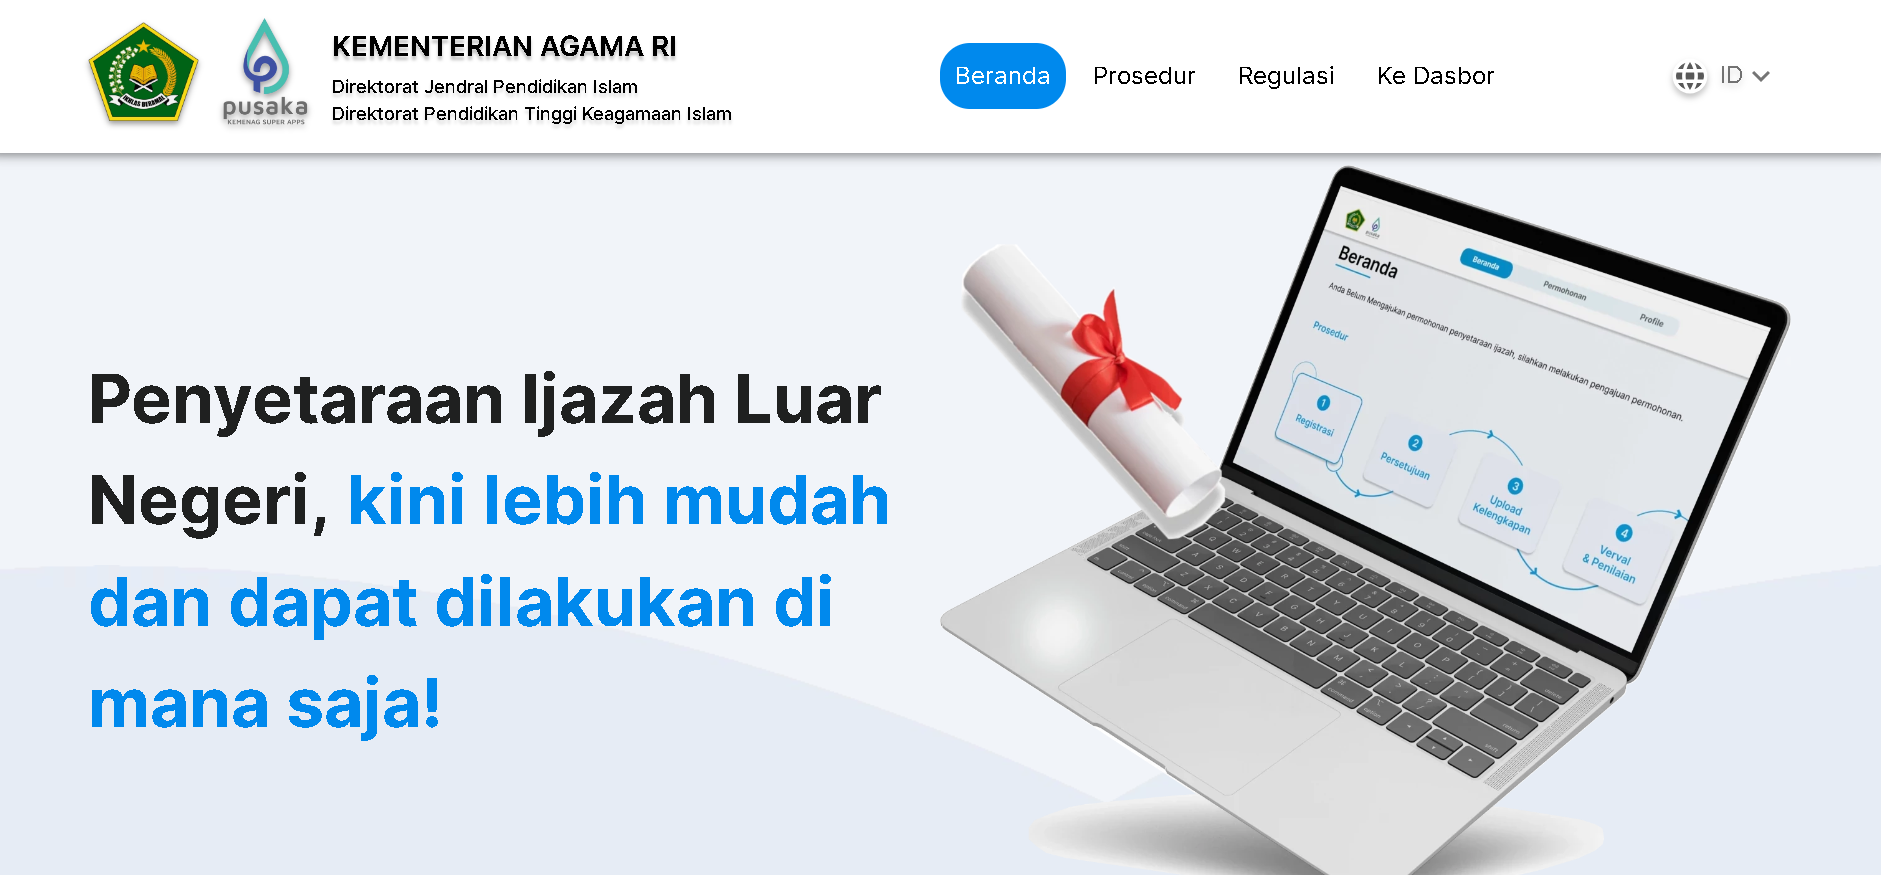 KEMENTERIAN AGAMA RI
Direktorat Jendral Pendidikan Islam
Direktorat Pendidikan Tinggi Keagamaan Islam
IKHLAS BERAMAL
pusaka
KEMENAG SUPER APPS
Beranda
Prosedur
Regulasi
Ke Dasbor
ID
Penyetaraan Ijazah Luar
Negeri, kini lebih mudah
dan dapat dilakukan di
mana saja!
pusaka
Beranda
Permohonan
Profile
Beranda
Anda Belum Mengajukan permohonan penyetaraan ijazah, silahkan melakukan pengajuan permohonan.
Prosedur
1
Registrasi
2
Persetujuan
3
Upload
Kelengkapan
4
Verval
& Penilaian